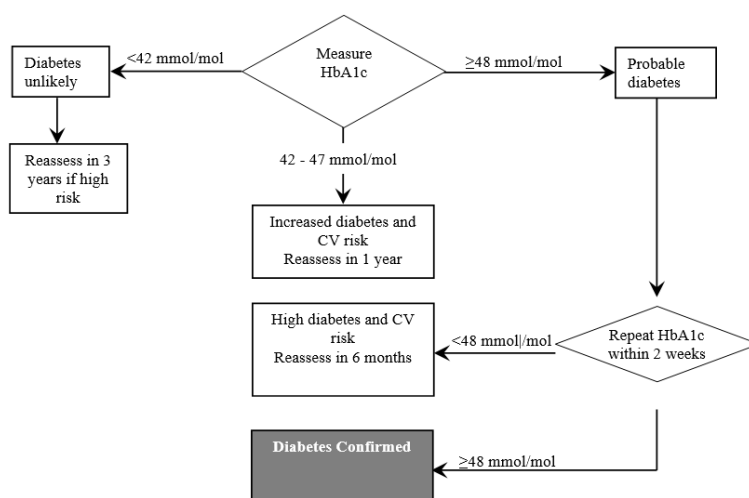 Measure
HbA1c
<42 mmol/mol
≥48 mmol/mol
Diabetes
unlikely
Probable
diabetes
Reassess in 3
years if high
risk
42 - 47 mmol/mol
Increased diabetes and
CV risk
Reassess in 1 year
High diabetes and CV
risk
Reassess in 6 months
<48 mmol|/mol
Repeat HbA1c
within 2 weeks
Diabetes Confirmed
≥48 mmol/mol